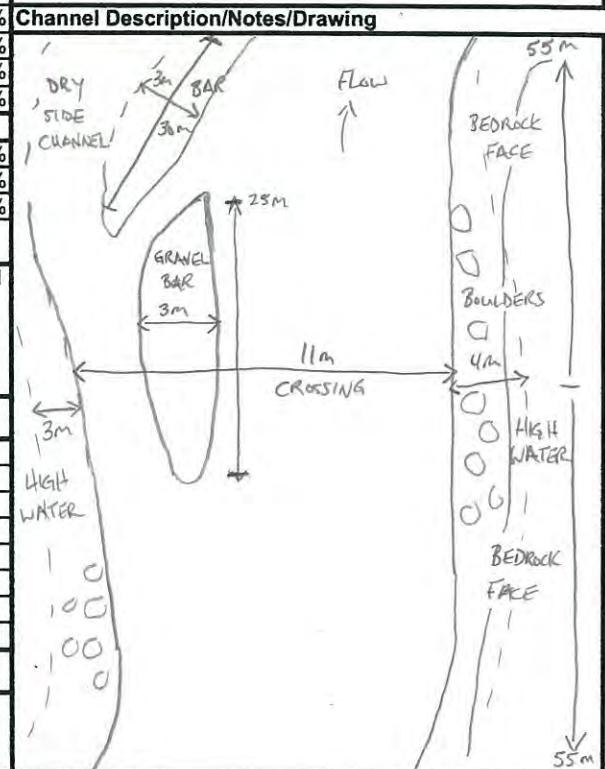 Channel Description/Notes/Drawing
55m
DRY
SIDE
CHANNEL
3m
BAR
30m
FLOW
BEDROCK
FACE
25m
GRAVEL
BAR
3m
BOULDERS
11m
CROSSING
4m
3m
HIGH
WATER
HIGH
WATER
BEDROCK
FACE
55m